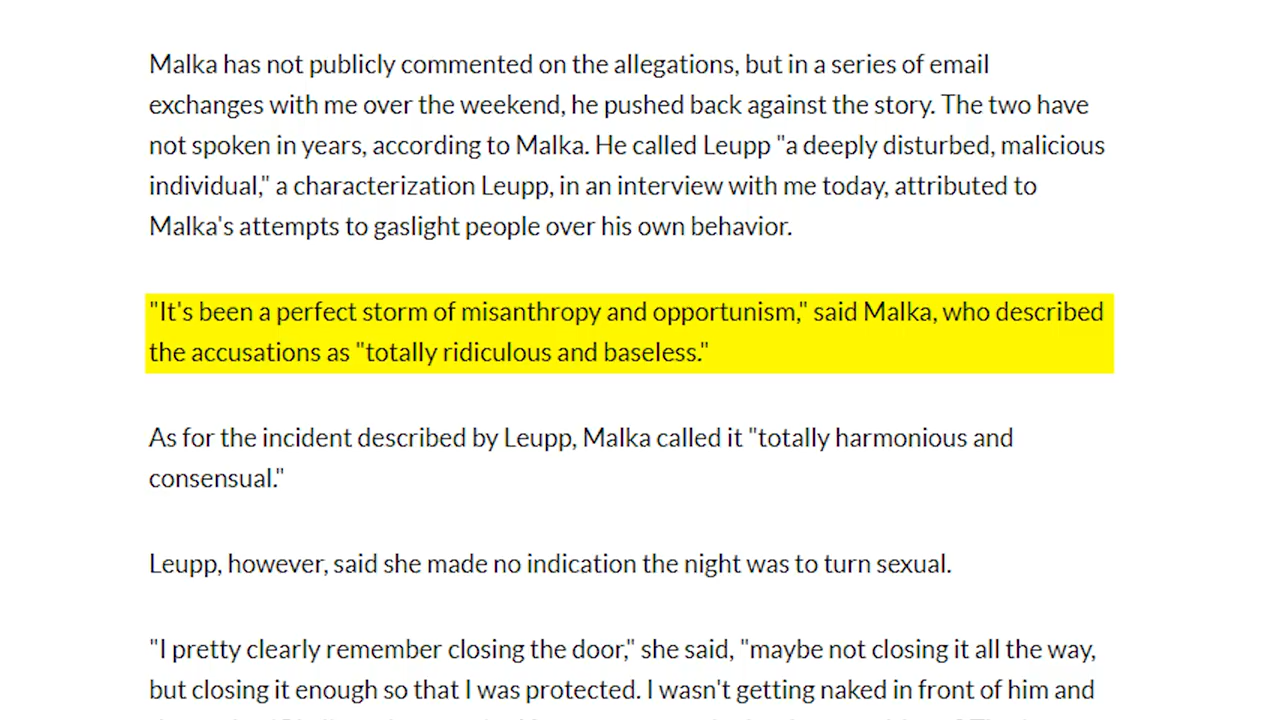 Malka has not publicly commented on the allegations, but in a series of email
exchanges with me over the weekend, he pushed back against the story. The two have
not spoken in years, according to Malka. He called Leupp "a deeply disturbed, malicious
individual," a characterization Leupp, in an interview with me today, attributed to
Malka's attempts to gaslight people over his own behavior.
"It's been a perfect storm of misanthropy and opportunism," said Malka, who described
the accusations as "totally ridiculous and baseless."
As for the incident described by Leupp, Malka called it "totally harmonious and
consensual."
Leupp, however, said she made no indication the night was to turn sexual.
"I pretty clearly remember closing the door," she said, "maybe not closing it all the way,
but closing it enough so that I was protected. I wasn't getting naked in front of him and